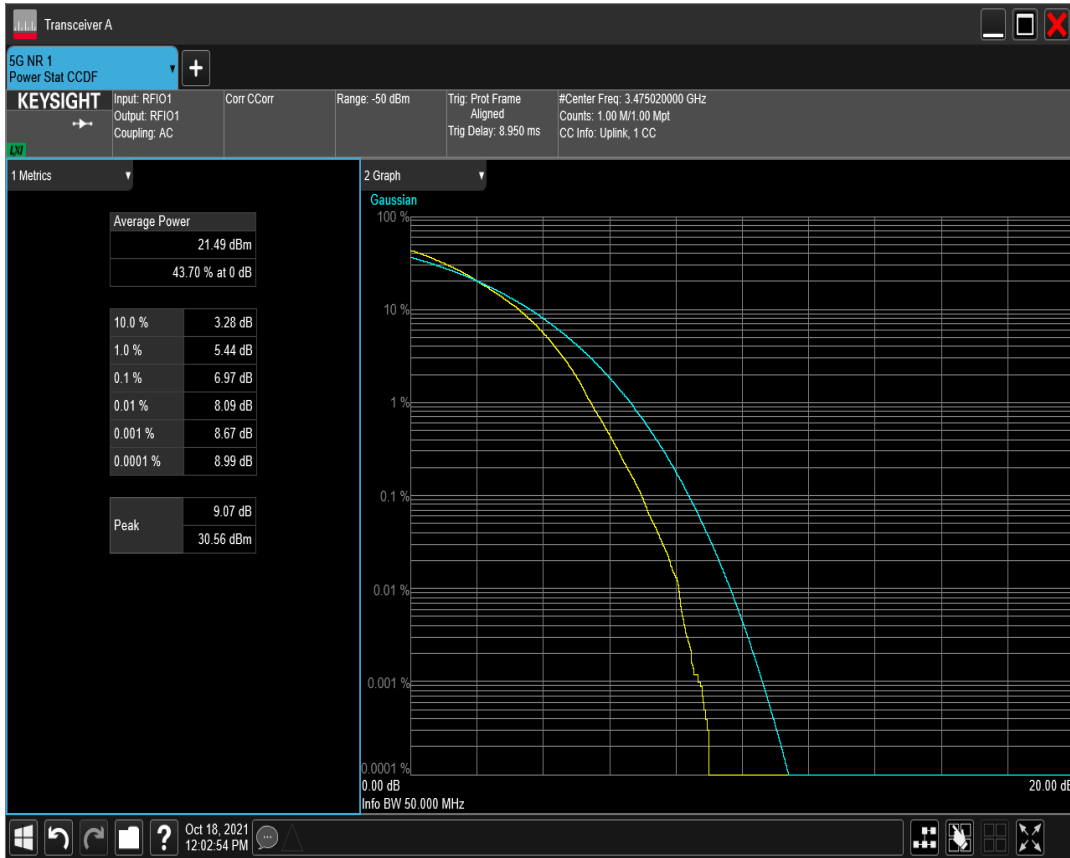 Transceiver A
5G NR 1
Power Stat CCDF
KEYSIGHT
LXI
Input: RFIO1
Output: RFIO1
Coupling: AC
Corr CCorr
Range: -50 dBm
Trig: Prot Frame
Aligned
Trig Delay: 8.950 ms
#Center Freq: 3.475020000 GHz
Counts: 1.00 M/1.00 Mpt
CC Info: Uplink, 1 CC
1 Metrics
Average Power
21.49 dBm
43.70 % at 0 dB
10.0 % 3.28 dB
1.0 % 5.44 dB
0.1 % 6.97 dB
0.01 % 8.09 dB
0.001 % 8.67 dB
0.0001 % 8.99 dB
Peak 9.07 dB
30.56 dBm
2 Graph
Gaussian
100 %
10 %
1 %
0.1 %
0.01 %
0.001 %
0.0001 %
0.00 dB 20.00 dB
Info BW 50.000 MHz
? Oct 18, 2021
12:02:54 PM